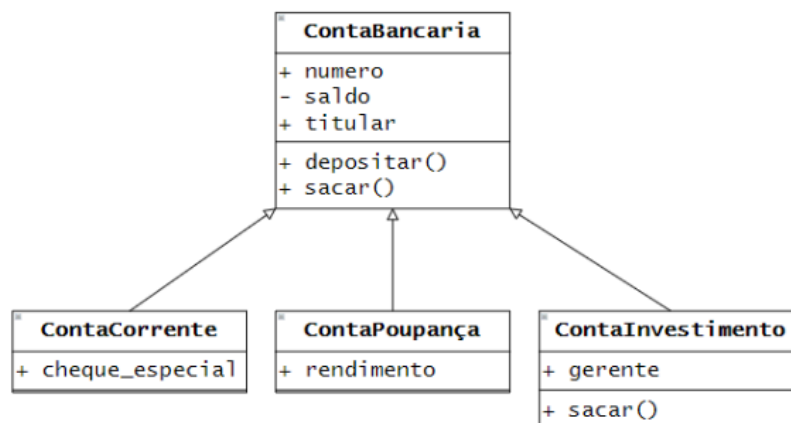 ContaBancaria
+ numero
- saldo
+ titular
+ depositar()
+ sacar()
ContaCorrente
+ cheque_especial
ContaPoupança
+ rendimento
ContaInvestimento
+ gerente
+ sacar()